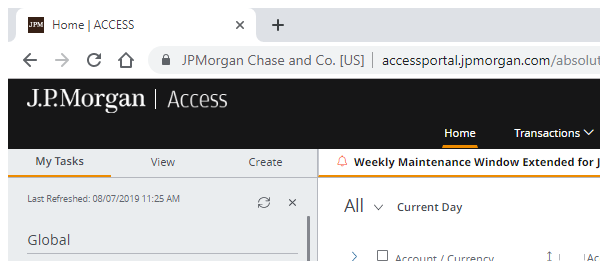 JPM Home | ACCESS
JPMorgan Chase and Co. [US] | accessportal.jpmorgan.com/absolut
J.P.Morgan | Access
Home Transactions
My Tasks View Create
Weekly Maintenance Window Extended for J
Last Refreshed: 08/07/2019 11:25 AM
All Current Day
Global
Account / Currency Ac